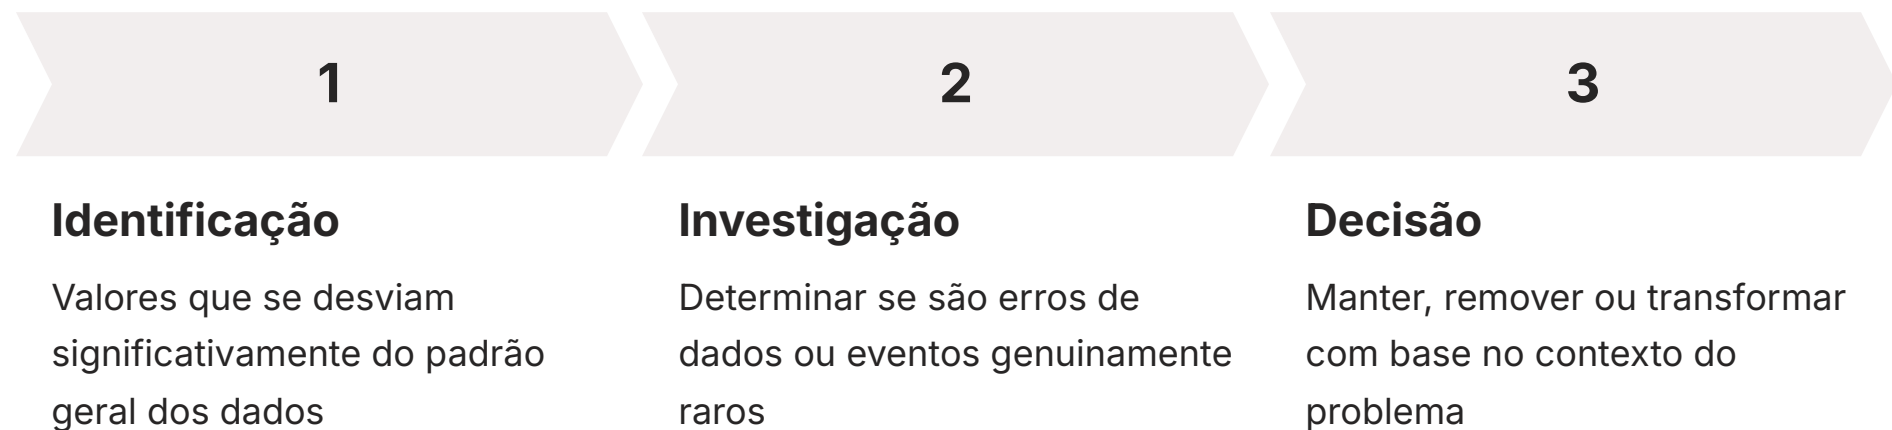 1
Identificação
Valores que se desviam
significativamente do padrão
geral dos dados
2
Investigação
Determinar se são erros de
dados ou eventos genuinamente
raros
3
Decisão
Manter, remover ou transformar
com base no contexto do
problema